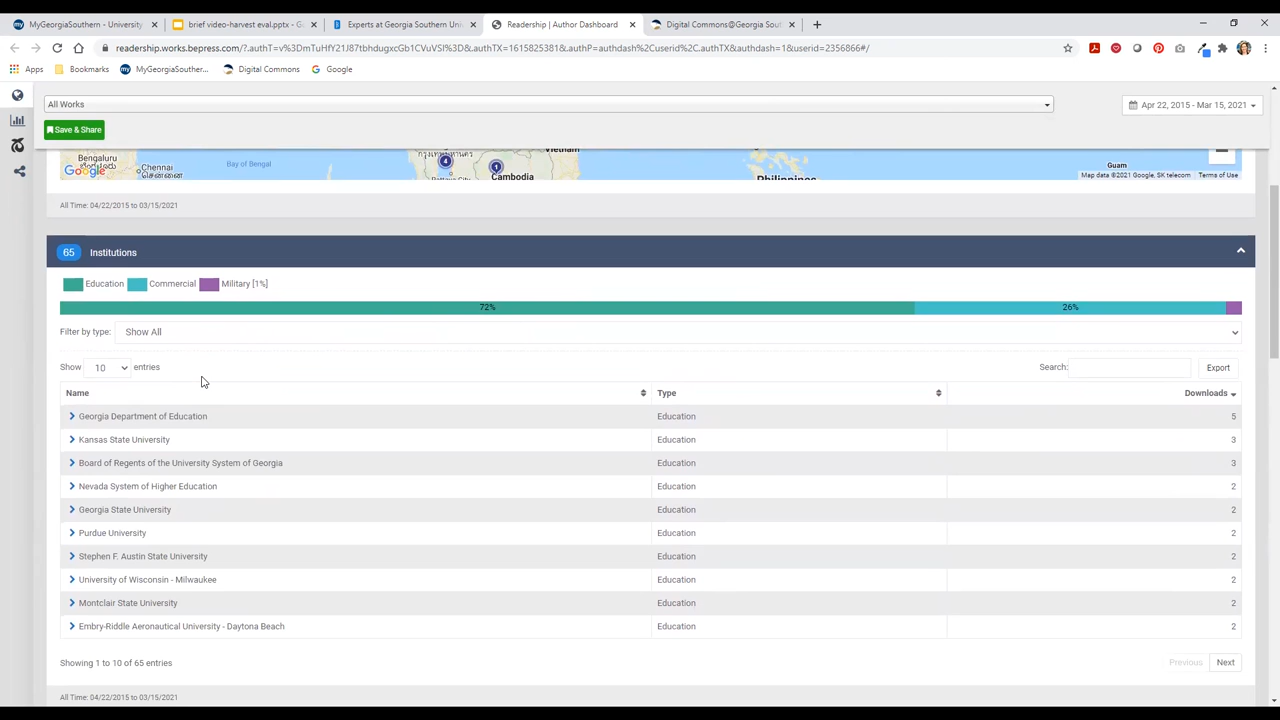 MyGeorgiaSouthern - University
brief video-harvest eval.pptx - G
Experts at Georgia Southern Uni
Readership | Author Dashboard
Digital Commons@Georgia Sout
readership.works.bepress.com/?.authT=v%3DmTuHfY21J87tbhdugxcGb1CVuVSI%3D&.authTX=1615825381&.authP=authdash%2Cuserid%2C.authTX&authdash=1&userid=2356866#/
Apps
Bookmarks
MyGeorgiaSouther...
Digital Commons
Google
All Works
Apr 22, 2015 - Mar 15, 2021
Save & Share
Bengaluru
Chennai
Bay of Bengal
4
1
Cambodia
Vietnam
Philippines
Guam
Google
Map data ©2021 Google, SK telecom
Terms of Use
All Time: 04/22/2015 to 03/15/2021
65 Institutions
Education
Commercial
Military [1%]
72%
26%
Filter by type: Show All
Show 10 entries
Search:
Export
Name Type Downloads
Georgia Department of Education Education 5
Kansas State University Education 3
Board of Regents of the University System of Georgia Education 3
Nevada System of Higher Education Education 2
Georgia State University Education 2
Purdue University Education 2
Stephen F. Austin State University Education 2
University of Wisconsin - Milwaukee Education 2
Montclair State University Education 2
Embry-Riddle Aeronautical University - Daytona Beach Education 2
Showing 1 to 10 of 65 entries
Previous
Next
All Time: 04/22/2015 to 03/15/2021